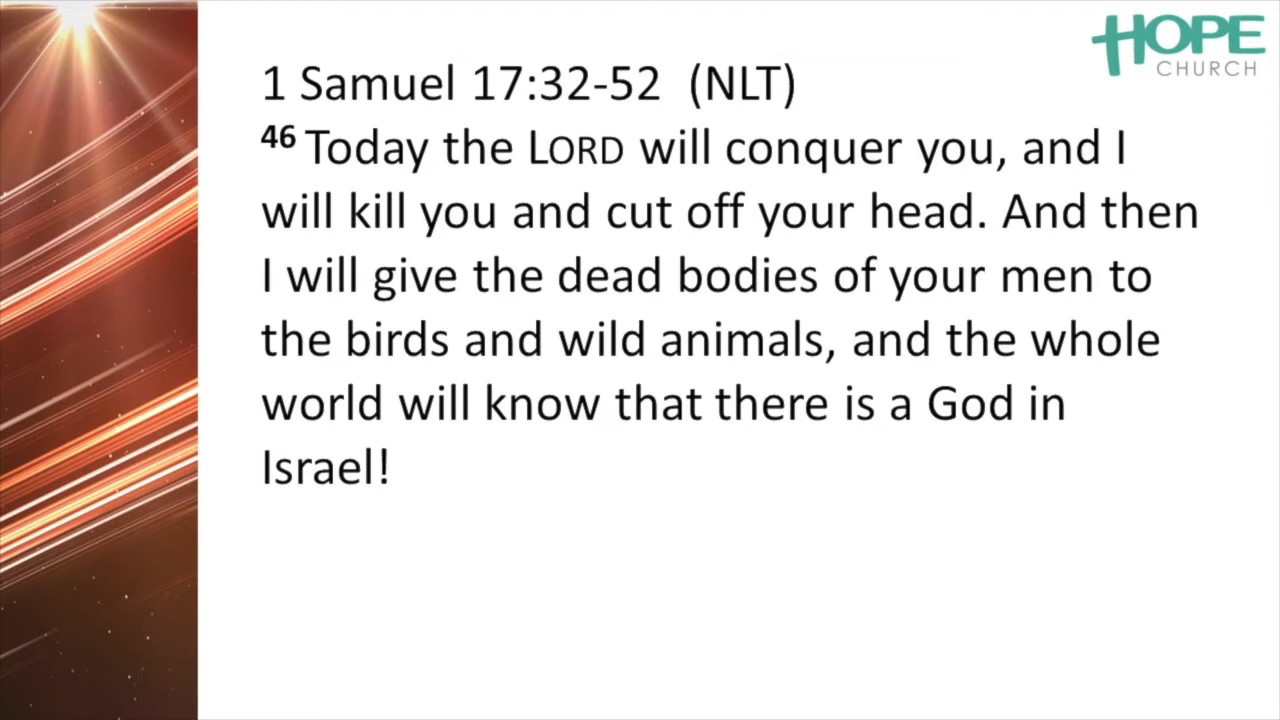 HOPE
CHURCH
1 Samuel 17:32-52 (NLT)
46 Today the LORD will conquer you, and I
will kill you and cut off your head. And then
I will give the dead bodies of your men to
the birds and wild animals, and the whole
world will know that there is a God in
Israel!